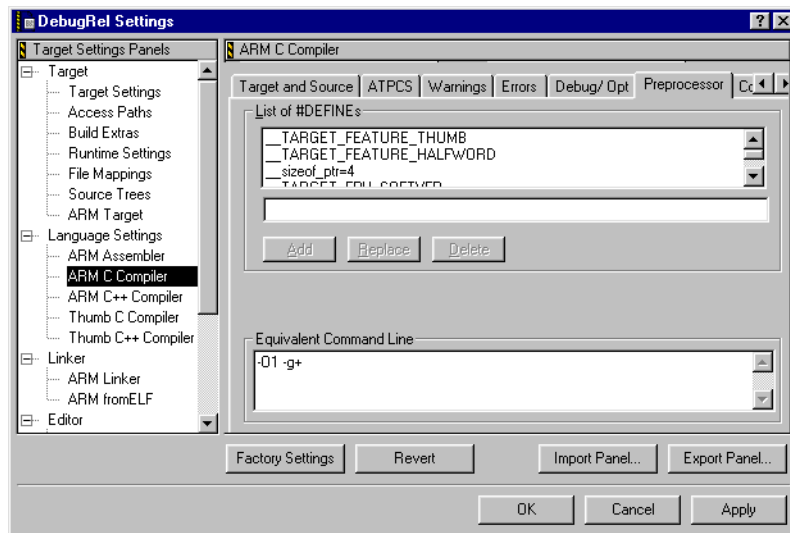 DebugRel Settings
Target Settings Panels
Target
Target Settings
Access Paths
Build Extras
Runtime Settings
File Mappings
Source Trees
ARM Target
Language Settings
ARM Assembler
ARM C Compiler
ARM C++ Compiler
Thumb C Compiler
Thumb C++ Compiler
Linker
ARM Linker
ARM fromELF
Editor
ARM C Compiler
Target and Source ATPCS Warnings Errors Debug/ Opt Preprocessor
List of #DEFINEs
__TARGET_FEATURE_THUMB
__TARGET_FEATURE_HALFWORD
__sizeof_ptr=4
Add Replace Delete
Equivalent Command Line
-O1 -g+
Factory Settings Revert Import Panel... Export Panel...
OK Cancel Apply